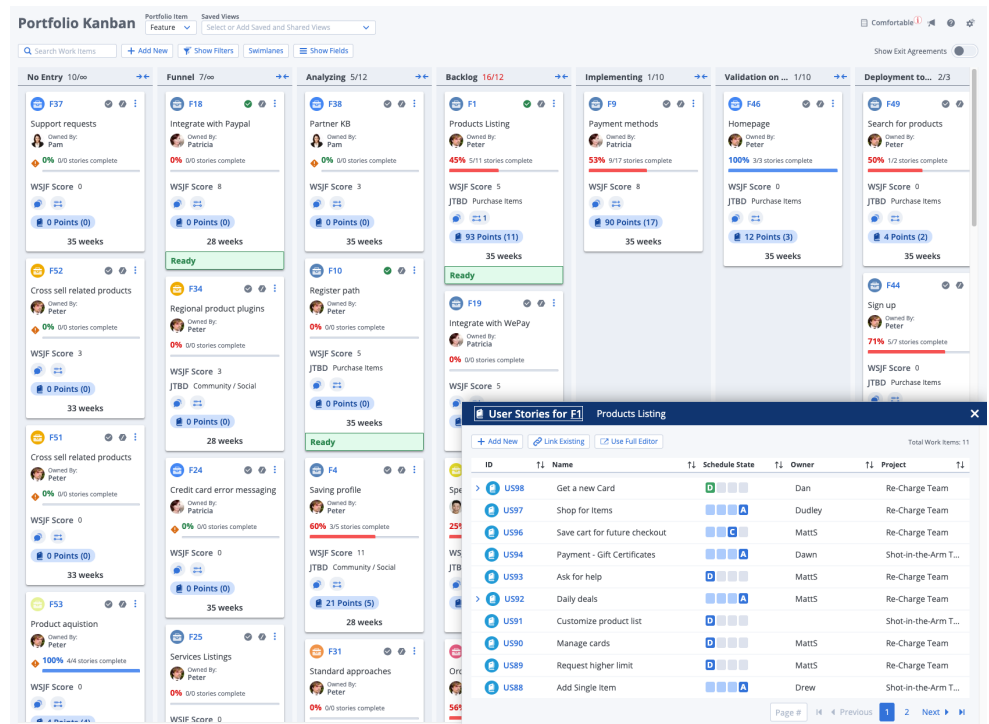 Portfolio Kanban
Portfolio Item
Feature
Saved Views
Select or Add Saved and Shared Views
Comfortable
Search Work Items
+ Add New
Show Filters
Swimlanes
Show Fields
Show Exit Agreements
No Entry 10/∞
F37
Support requests
Owned By:
Pam
0% 0/0 stories complete
WSJF Score 0
0 Points (0)
35 weeks
F52
Cross sell related products
Owned By:
Peter
0% 0/0 stories complete
WSJF Score 3
0 Points (0)
33 weeks
F51
Cross sell related products
Owned By:
Peter
0% 0/0 stories complete
WSJF Score 0
0 Points (0)
33 weeks
F53
Product aquistion
Owned By:
Peter
100% 4/4 stories complete
WSJF Score 0
4 Points (4)
Funnel 7/∞
F18
Integrate with Paypal
Owned By:
Patricia
0% 0/0 stories complete
WSJF Score 8
0 Points (0)
28 weeks
Ready
F34
Regional product plugins
Owned By:
Peter
0% 0/0 stories complete
WSJF Score 3
JTBD Community / Social
0 Points (0)
28 weeks
F24
Credit card error messaging
Owned By:
Patricia
0% 0/0 stories complete
WSJF Score 0
0 Points (0)
35 weeks
F25
Services Listings
Owned By:
Peter
0% 0/0 stories complete
WSJF Score 0
Analyzing 5/12
F38
Partner KB
Owned By:
Pam
0% 0/0 stories complete
WSJF Score 3
0 Points (0)
35 weeks
F10
Register path
Owned By:
Peter
0% 0/0 stories complete
WSJF Score 5
JTBD Purchase Items
0 Points (0)
35 weeks
Ready
F4
Saving profile
Owned By:
Peter
60% 3/5 stories complete
WSJF Score 11
JTBD Community / Social
21 Points (5)
28 weeks
F31
Standard approaches
Owned By:
Peter
0% 0/0 stories complete
Backlog 16/12
F1
Products Listing
Owned By:
Peter
45% 5/11 stories complete
WSJF Score 5
JTBD Purchase Items
1
93 Points (11)
35 weeks
Ready
F19
Integrate with WePay
Owned By:
Patricia
0% 0/0 stories complete
WSJF Score 5
Spe
25%
WS
JTB
Orc
56%
Implementing 1/10
F9
Payment methods
Owned By:
Patricia
53% 9/17 stories complete
WSJF Score 8
90 Points (17)
35 weeks
Validation on ... 1/10
F46
Homepage
Owned By:
Peter
100% 3/3 stories complete
WSJF Score 0
JTBD Purchase Items
12 Points (3)
35 weeks
Deployment to... 2/3
F49
Search for products
Owned By:
Peter
50% 1/2 stories complete
WSJF Score 0
JTBD Purchase Items
4 Points (2)
35 weeks
F44
Sign up
Owned By:
Peter
71% 5/7 stories complete
WSJF Score 0
JTBD Purchase Items
User Stories for F1 Products Listing
+ Add New Link Existing Use Full Editor Total Work Items: 11
ID Name Schedule State Owner Project
US98 Get a new Card D Dan Re-Charge Team
US97 Shop for Items A Dudley Re-Charge Team
US96 Save cart for future checkout C MattS Re-Charge Team
US94 Payment - Gift Certificates A Dawn Shot-in-the-Arm T...
US93 Ask for help D MattS Re-Charge Team
US92 Daily deals A MattS Re-Charge Team
US91 Customize product list D Shot-in-the-Arm T...
US90 Manage cards D MattS Re-Charge Team
US89 Request higher limit D MattS Re-Charge Team
US88 Add Single Item A Drew Shot-in-the-Arm T...
Page # Previous 1 2 Next